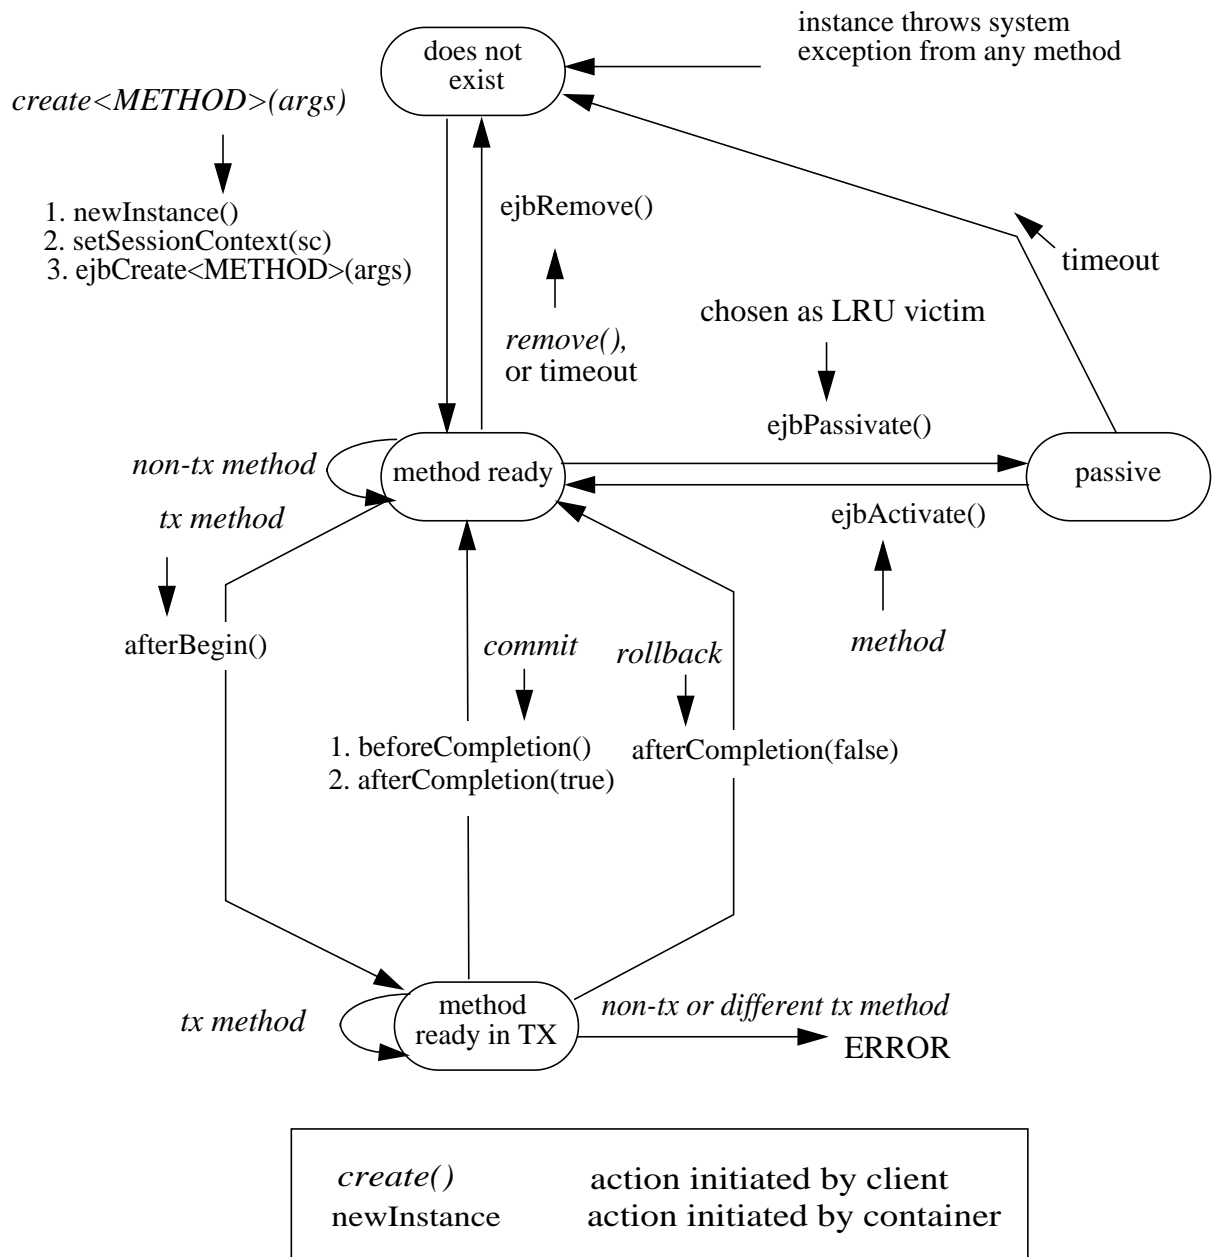 instance throws system
exception from any method
does not
exist
create<METHOD>(args)
1. newInstance()
2. setSessionContext(sc)
3. ejbCreate<METHOD>(args)
ejbRemove()
remove(),
or timeout
timeout
chosen as LRU victim
ejbPassivate()
non-tx method
method ready
passive
tx method
ejbActivate()
afterBegin()
commit
rollback
method
1. beforeCompletion()
2. afterCompletion(true)
afterCompletion(false)
tx method
method
ready in TX
non-tx or different tx method
ERROR
create() action initiated by client
newInstance action initiated by container